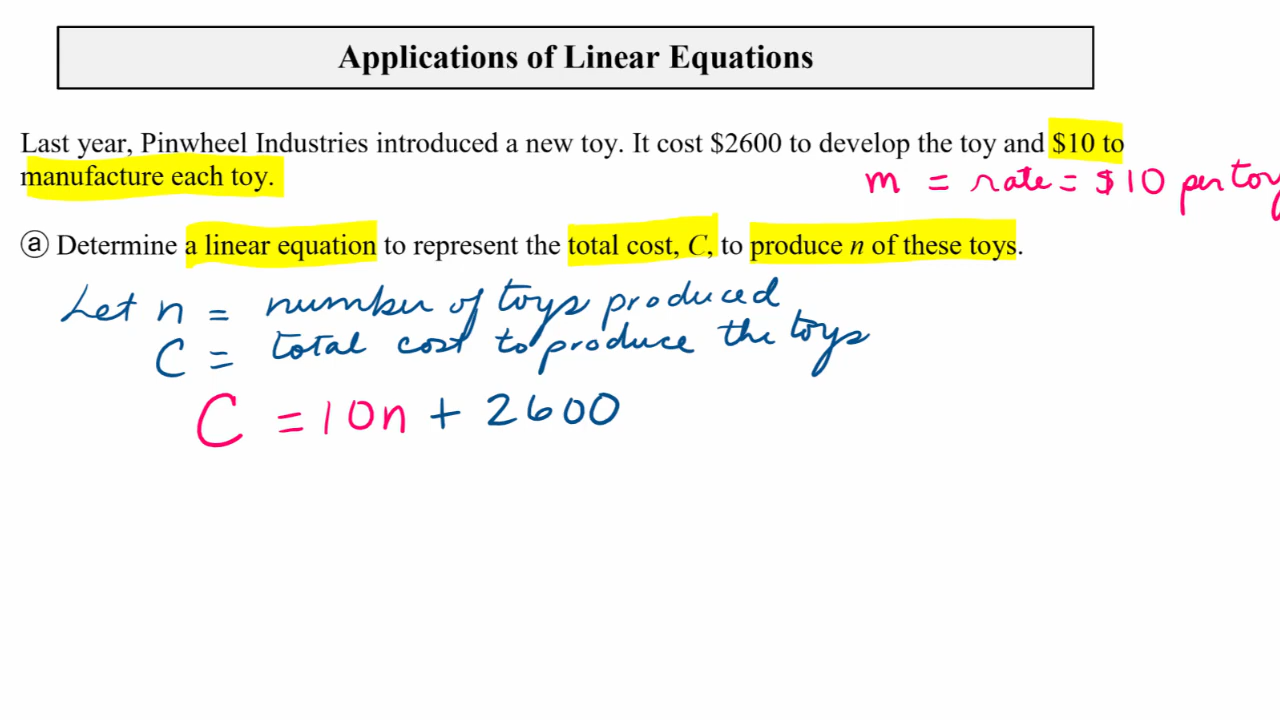 Applications of Linear Equations
Last year, Pinwheel Industries introduced a new toy. It cost $2600 to develop the toy and $10 to
manufacture each toy.
m = rate = $10 per toy
ⓐ Determine a linear equation to represent the total cost, C, to produce n of these toys.
Let n = number of toys produced
C = total cost to produce the toys
C = 10n + 2600